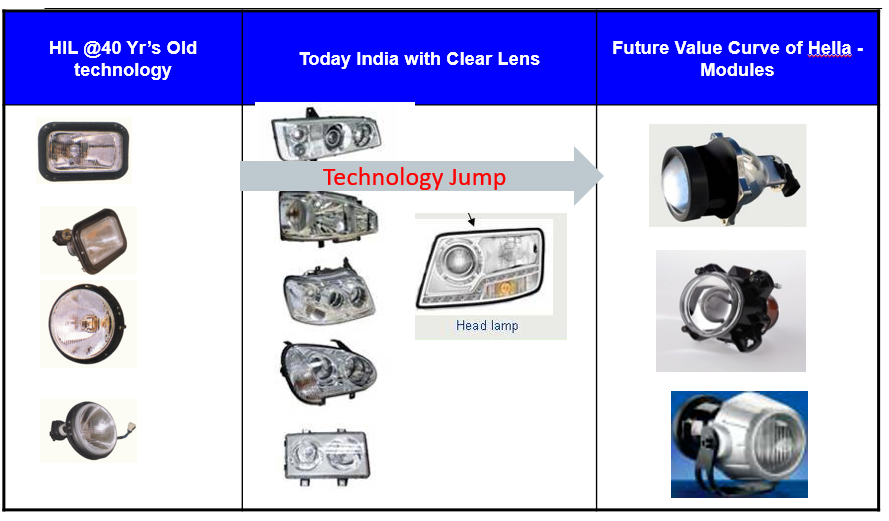 HIL @40 Yr’s Old
technology
Today India with Clear Lens
Future Value Curve of Hella -
Modules
Technology Jump
Head lamp